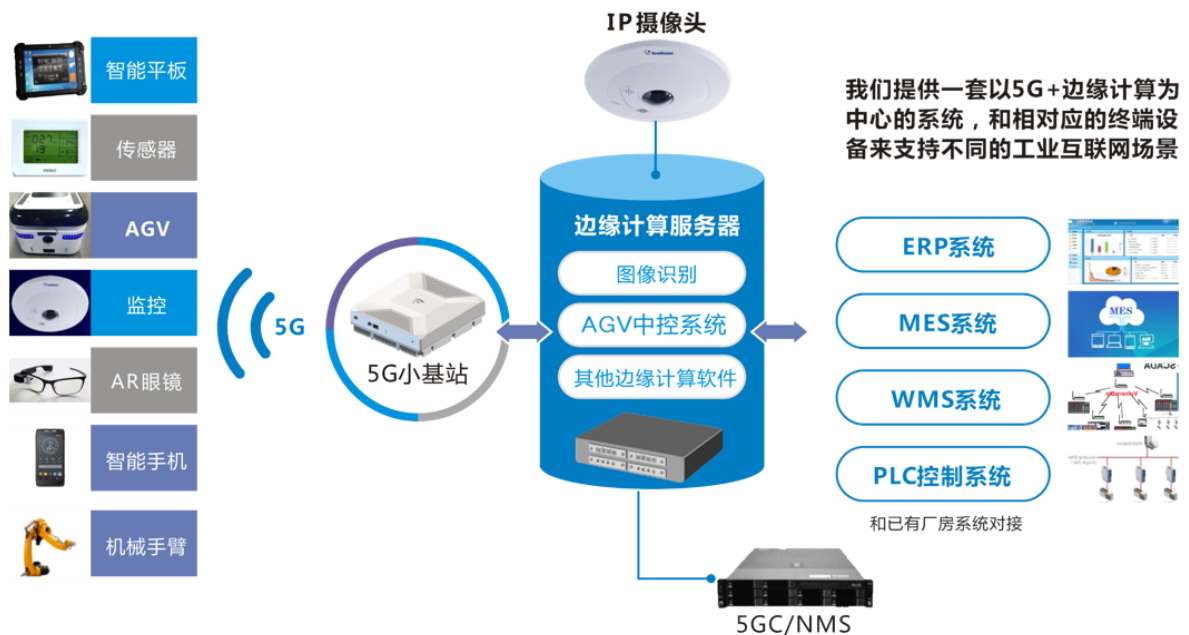 IP摄像头
智能平板
传感器
AGV
监控
AR眼镜
智能手机
机械手臂
5G
5G小基站
边缘计算服务器
图像识别
AGV中控系统
其他边缘计算软件
5GC/NMS
我们提供一套以5G+边缘计算为
中心的系统，和相对应的终端设
备来支持不同的工业互联网场景
ERP系统
MES系统
WMS系统
PLC控制系统
和已有厂房系统对接
MES
SCADA